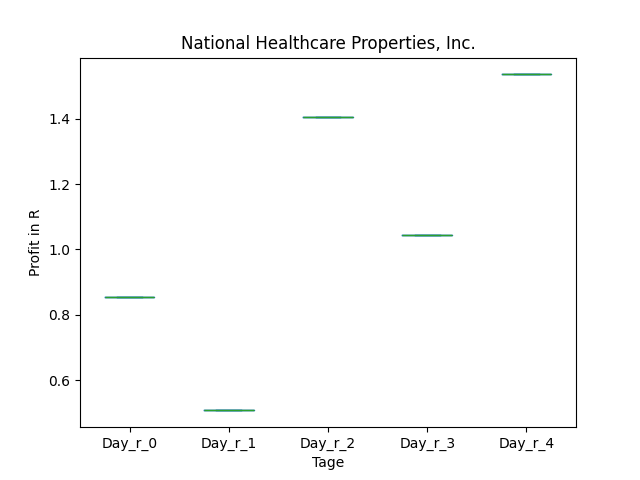 National Healthcare Properties, Inc.
Profit in R
1.4
1.2
1.0
0.8
0.6
Day_r_0 Day_r_1 Day_r_2 Day_r_3 Day_r_4
Tage